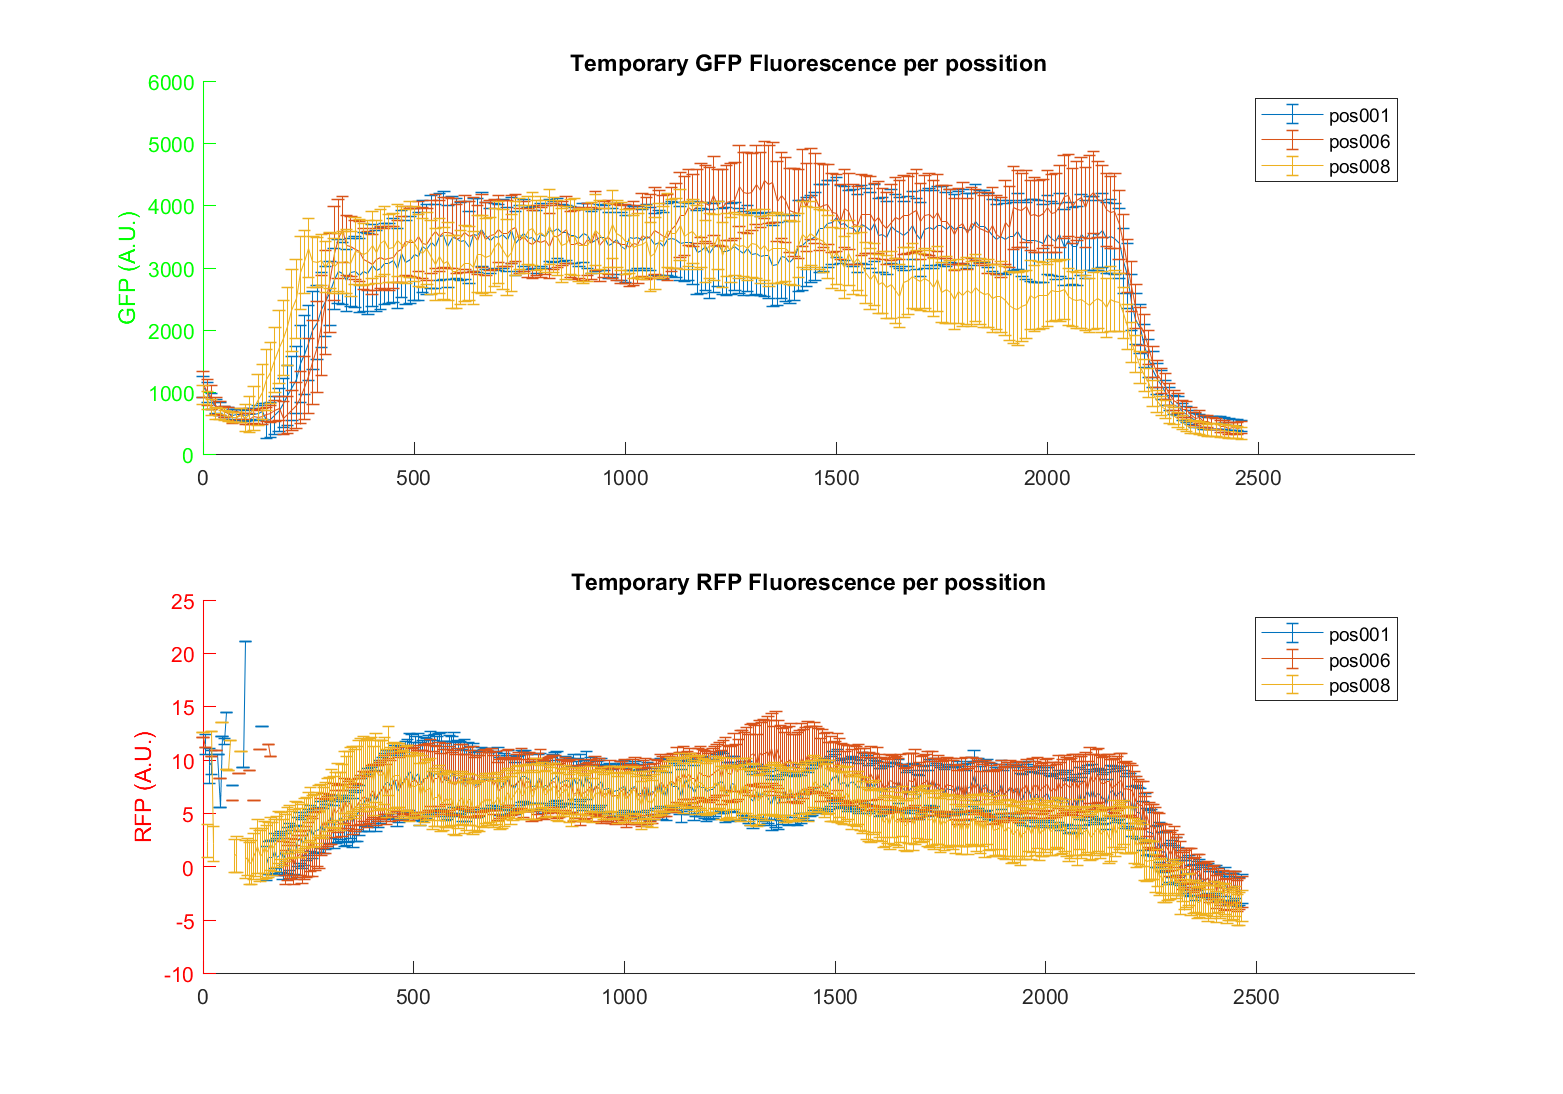 Temporary GFP Fluorescence per possition
6000
5000
4000
3000
2000
1000
0
GFP (A.U.)
0 500 1000 1500 2000 2500
pos001
pos006
pos008
Temporary RFP Fluorescence per possition
25
20
15
10
5
0
-5
-10
RFP (A.U.)
0 500 1000 1500 2000 2500
pos001
pos006
pos008